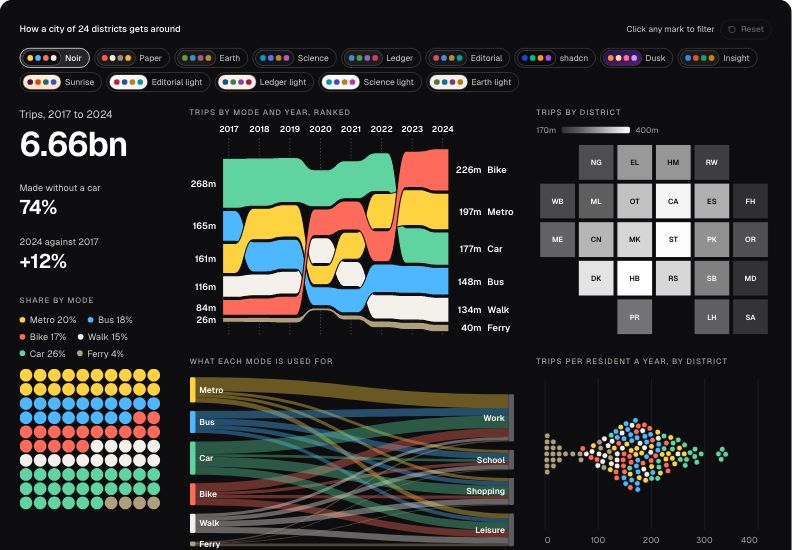 How a city of 24 districts gets around
Click any mark to filter
Reset
Noir
Paper
Earth
Science
Ledger
Editorial
shadcn
Dusk
Insight
Sunrise
Editorial light
Ledger light
Science light
Earth light
Trips, 2017 to 2024
6.66bn
Made without a car
74%
2024 against 2017
+12%
SHARE BY MODE
Metro 20%
Bus 18%
Bike 17%
Walk 15%
Car 26%
Ferry 4%
TRIPS BY MODE AND YEAR, RANKED
2017 2018 2019 2020 2021 2022 2023 2024
268m
165m
161m
116m
84m
26m
226m Bike
197m Metro
177m Car
148m Bus
134m Walk
40m Ferry
TRIPS BY DISTRICT
170m 400m
NG EL HM RW
WB ML OT CA ES FH
ME CN MK ST PK OR
DK HB RS SB MD
PR LH SA
WHAT EACH MODE IS USED FOR
Metro
Bus
Car
Bike
Walk
Ferry
Work
School
Shopping
Leisure
TRIPS PER RESIDENT A YEAR, BY DISTRICT
0 100 200 300 400